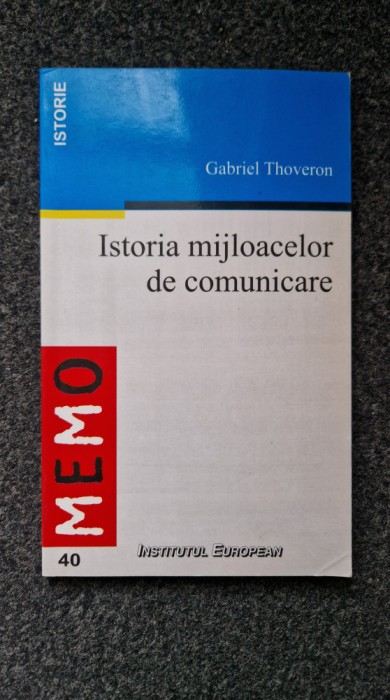 ISTORIE
Gabriel Thoveron
Istoria mijloacelor
de comunicare
MEMO
40
INSTITUTUL EUROPEAN